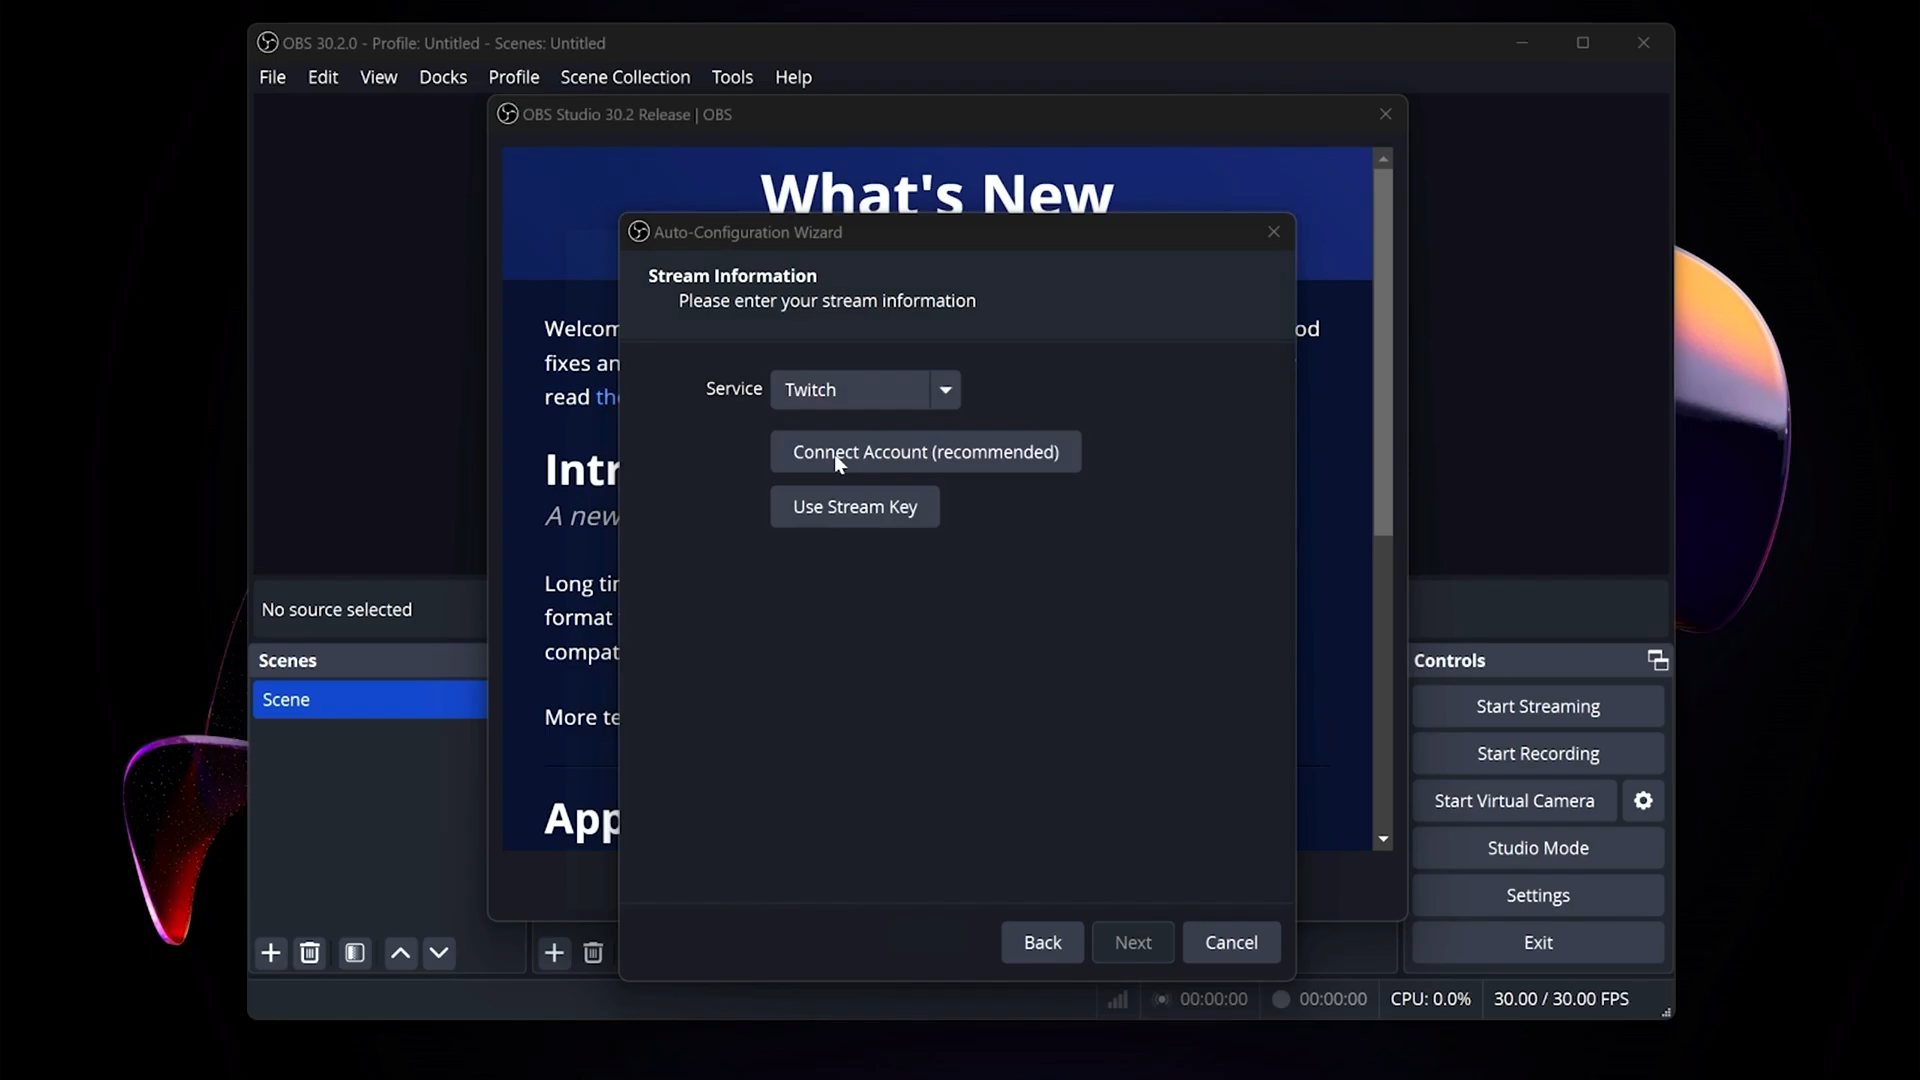 OBS 30.2.0 - Profile: Untitled - Scenes: Untitled
File Edit View Docks Profile Scene Collection Tools Help
OBS Studio 30.2 Release | OBS
What's New
Auto-Configuration Wizard
Stream Information
Please enter your stream information
Welcom
od
fixes an
read the
Service Twitch
Connect Account (recommended)
Intr
Use Stream Key
A new
Long tir
format
compat
More te
App
No source selected
Scenes
Scene
Controls
Start Streaming
Start Recording
Start Virtual Camera
Studio Mode
Settings
Exit
Back Next Cancel
00:00:00 00:00:00 CPU: 0.0% 30.00 / 30.00 FPS